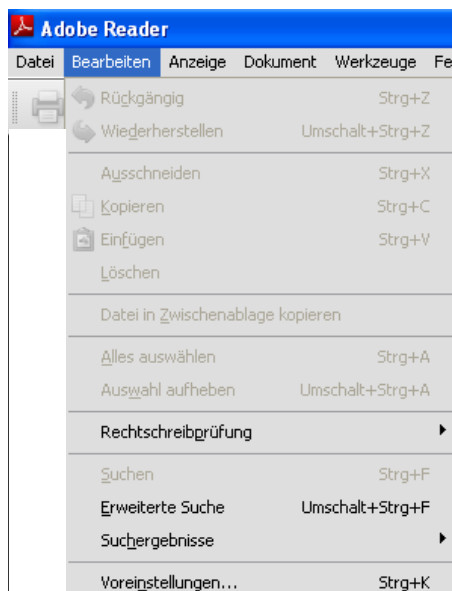 Adobe Reader
Datei Bearbeiten Anzeige Dokument Werkzeuge Fe
Rückgängig Strg+Z
Wiederherstellen Umschalt+Strg+Z
Ausschneiden Strg+X
Kopieren Strg+C
Einfügen Strg+V
Löschen
Datei in Zwischenablage kopieren
Alles auswählen Strg+A
Auswahl aufheben Umschalt+Strg+A
Rechtschreibprüfung
Suchen Strg+F
Erweiterte Suche Umschalt+Strg+F
Suchergebnisse
Voreinstellungen... Strg+K